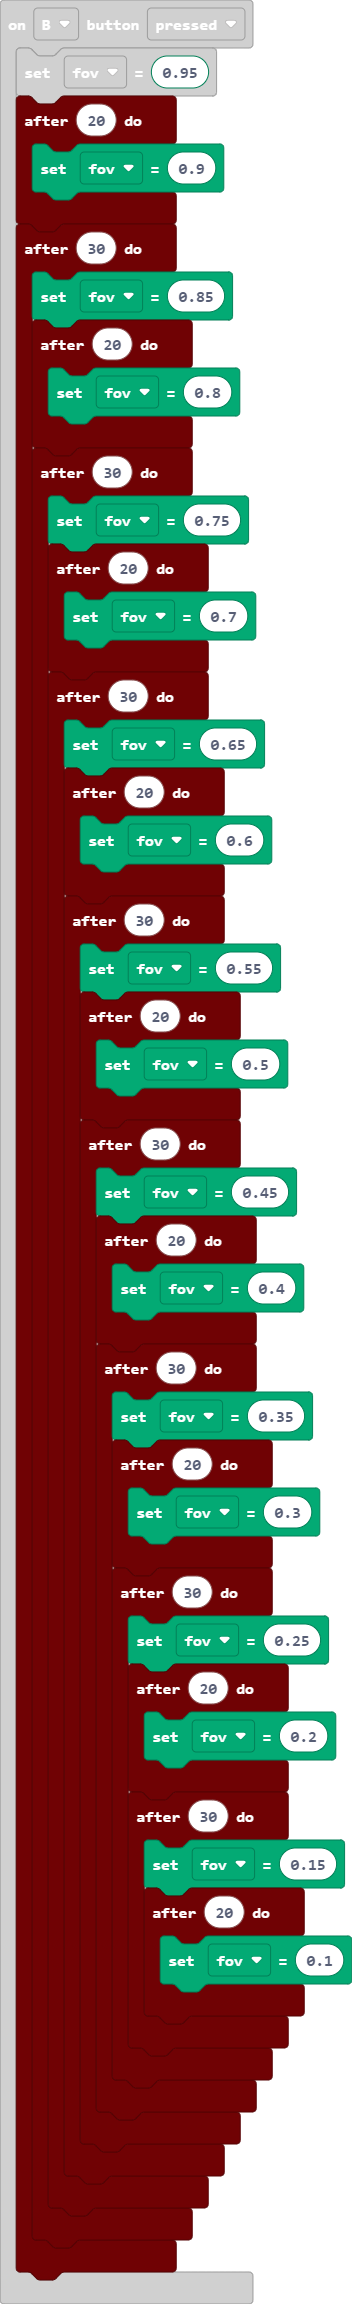 on B button pressed
set fov = 0.95
after 20 do
set fov = 0.9
after 30 do
set fov = 0.85
after 20 do
set fov = 0.8
after 30 do
set fov = 0.75
after 20 do
set fov = 0.7
after 30 do
set fov = 0.65
after 20 do
set fov = 0.6
after 30 do
set fov = 0.55
after 20 do
set fov = 0.5
after 30 do
set fov = 0.45
after 20 do
set fov = 0.4
after 30 do
set fov = 0.35
after 20 do
set fov = 0.3
after 30 do
set fov = 0.25
after 20 do
set fov = 0.2
after 30 do
set fov = 0.15
after 20 do
set fov = 0.1